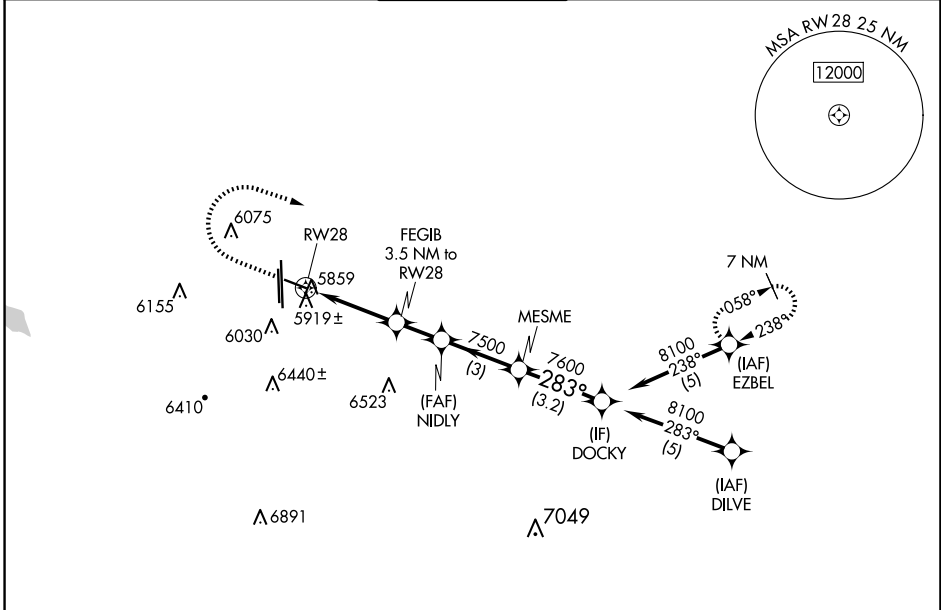 MSA RW28 25 NM
12000
6075
RW28
FEGIB
3.5 NM to
RW28
7 NM
5859
6155
5919±
MESME
058°
238°
6030
7500
(3)
7600
283°
(3.2)
8100
238°
(5)
(IAF)
EZBEL
6440±
6523
6410
(FAF)
NIDLY
8100
283°
(5)
(IF)
DOCKY
(IAF)
DILVE
6891
7049